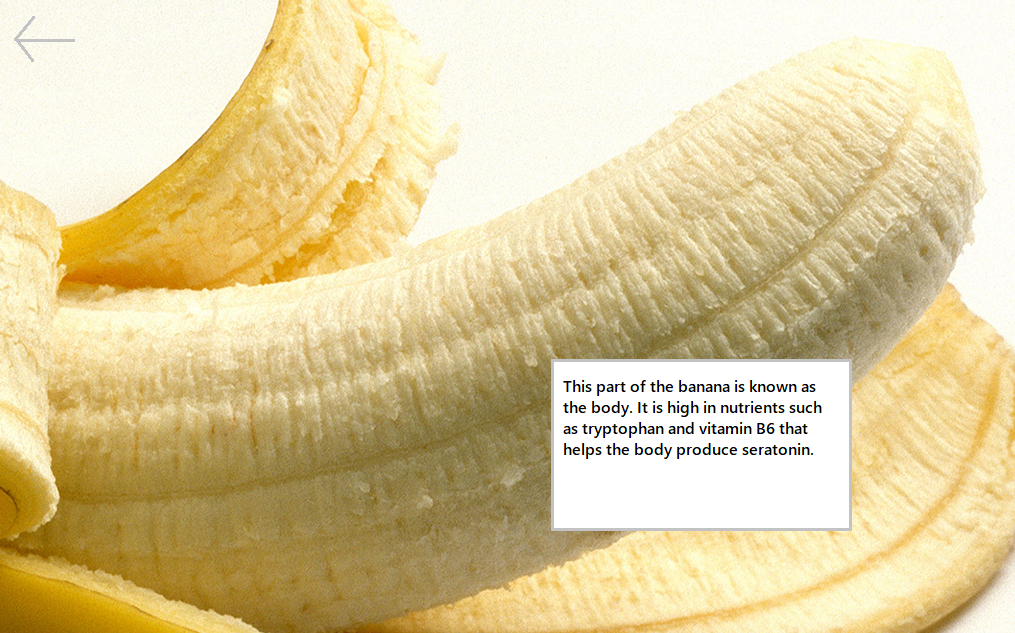 This part of the banana is known as
the body. It is high in nutrients such
as tryptophan and vitamin B6 that
helps the body produce seratonin.